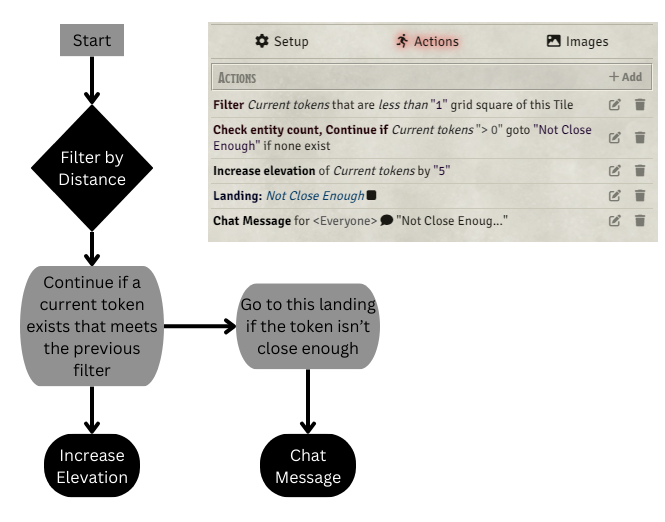 Start
Filter by
Distance
Continue if a
current token
exists that meets
the previous
filter
Go to this landing
if the token isn't
close enough
Increase
Elevation
Chat
Message
Setup
Actions
Images
Actions
+ Add
Filter Current tokens that are less than "1" grid square of this Tile
Check entity count, Continue if Current tokens "> 0" goto "Not Close
Enough" if none exist
Increase elevation of Current tokens by "5"
Landing: Not Close Enough
Chat Message for <Everyone> "Not Close Enoug..."